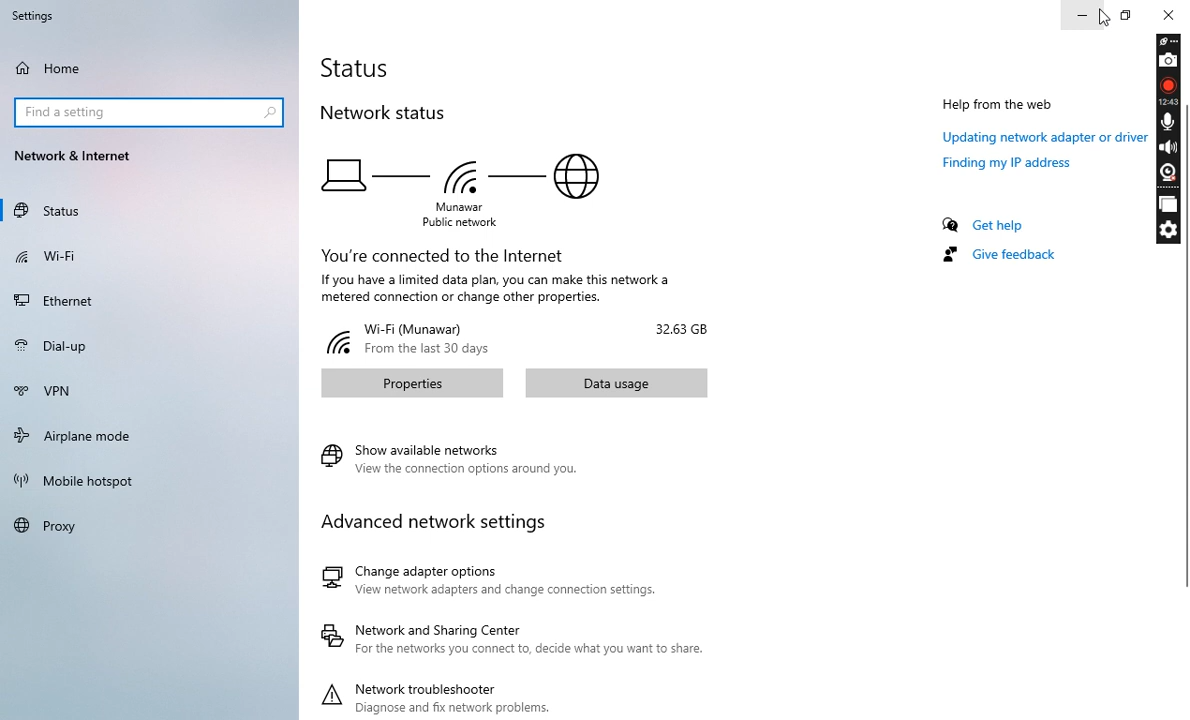 Settings
Home
Find a setting
Network & Internet
Status
Wi-Fi
Ethernet
Dial-up
VPN
Airplane mode
Mobile hotspot
Proxy
Status
Network status
Munawar
Public network
You're connected to the Internet
If you have a limited data plan, you can make this network a
metered connection or change other properties.
Wi-Fi (Munawar) 32.63 GB
From the last 30 days
Properties Data usage
Show available networks
View the connection options around you.
Advanced network settings
Change adapter options
View network adapters and change connection settings.
Network and Sharing Center
For the networks you connect to, decide what you want to share.
Network troubleshooter
Diagnose and fix network problems.
Help from the web
Updating network adapter or driver
Finding my IP address
Get help
Give feedback
12:43